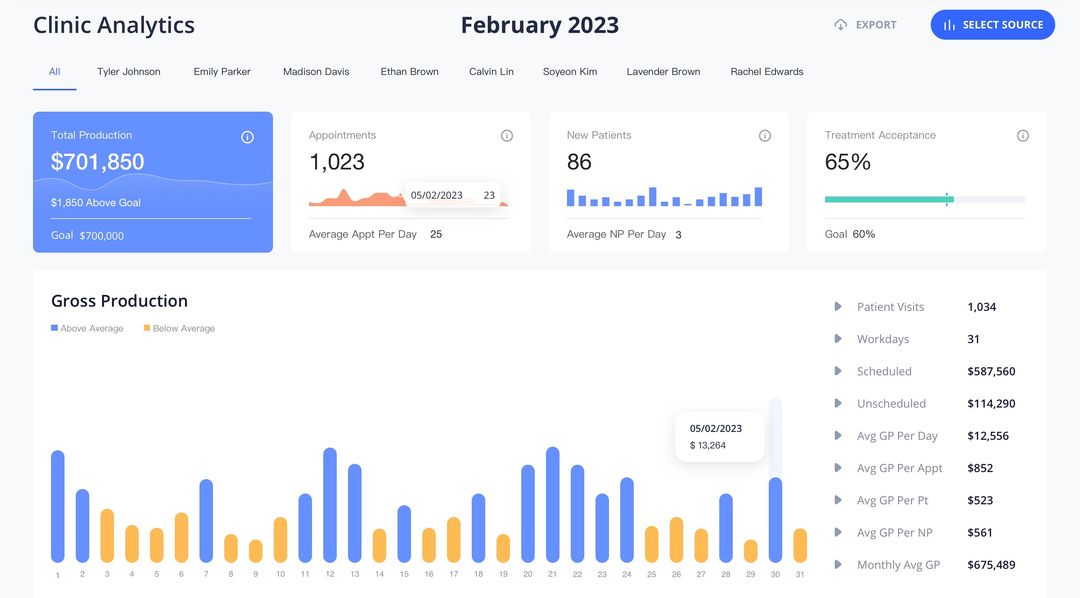 Clinic Analytics
February 2023
EXPORT
SELECT SOURCE
All Tyler Johnson Emily Parker Madison Davis Ethan Brown Calvin Lin Soyeon Kim Lavender Brown Rachel Edwards
Total Production
$701,850
$1,850 Above Goal
Goal $700,000
Appointments
1,023
05/02/2023 23
Average Appt Per Day 25
New Patients
86
Average NP Per Day 3
Treatment Acceptance
65%
Goal 60%
Gross Production
Above Average Below Average
05/02/2023
$ 13,264
1 2 3 4 5 6 7 8 9 10 11 12 13 14 15 16 17 18 19 20 21 22 23 24 25 26 27 28 29 30 31
Patient Visits 1,034
Workdays 31
Scheduled $587,560
Unscheduled $114,290
Avg GP Per Day $12,556
Avg GP Per Appt $852
Avg GP Per Pt $523
Avg GP Per NP $561
Monthly Avg GP $675,489